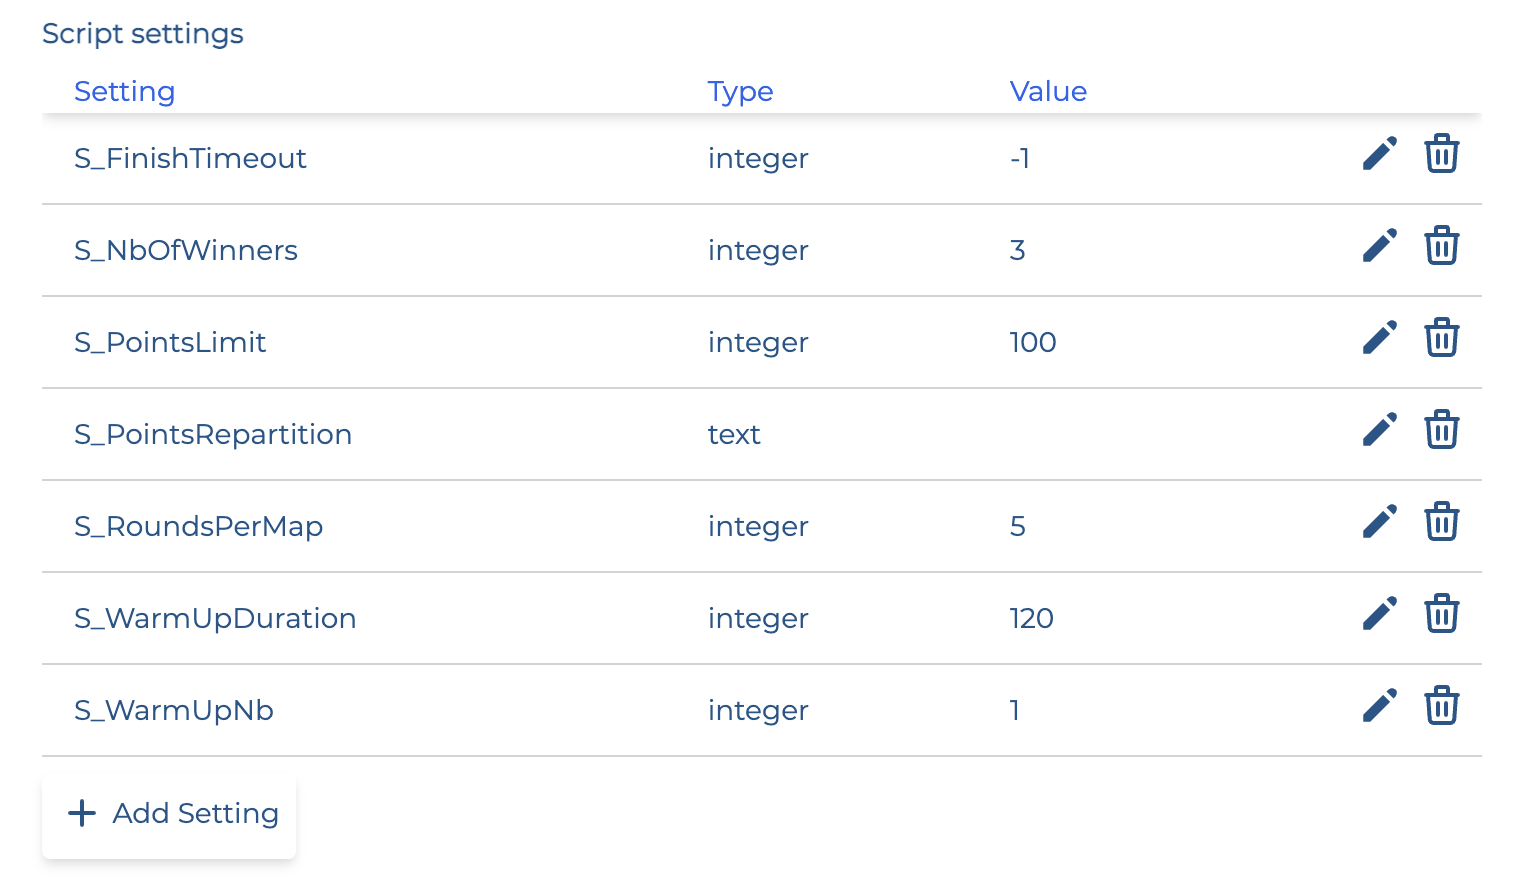 Script settings
Setting Type Value
S_FinishTimeout integer -1
S_NbOfWinners integer 3
S_PointsLimit integer 100
S_PointsRepartition text
S_RoundsPerMap integer 5
S_WarmUpDuration integer 120
S_WarmUpNb integer 1
Add Setting